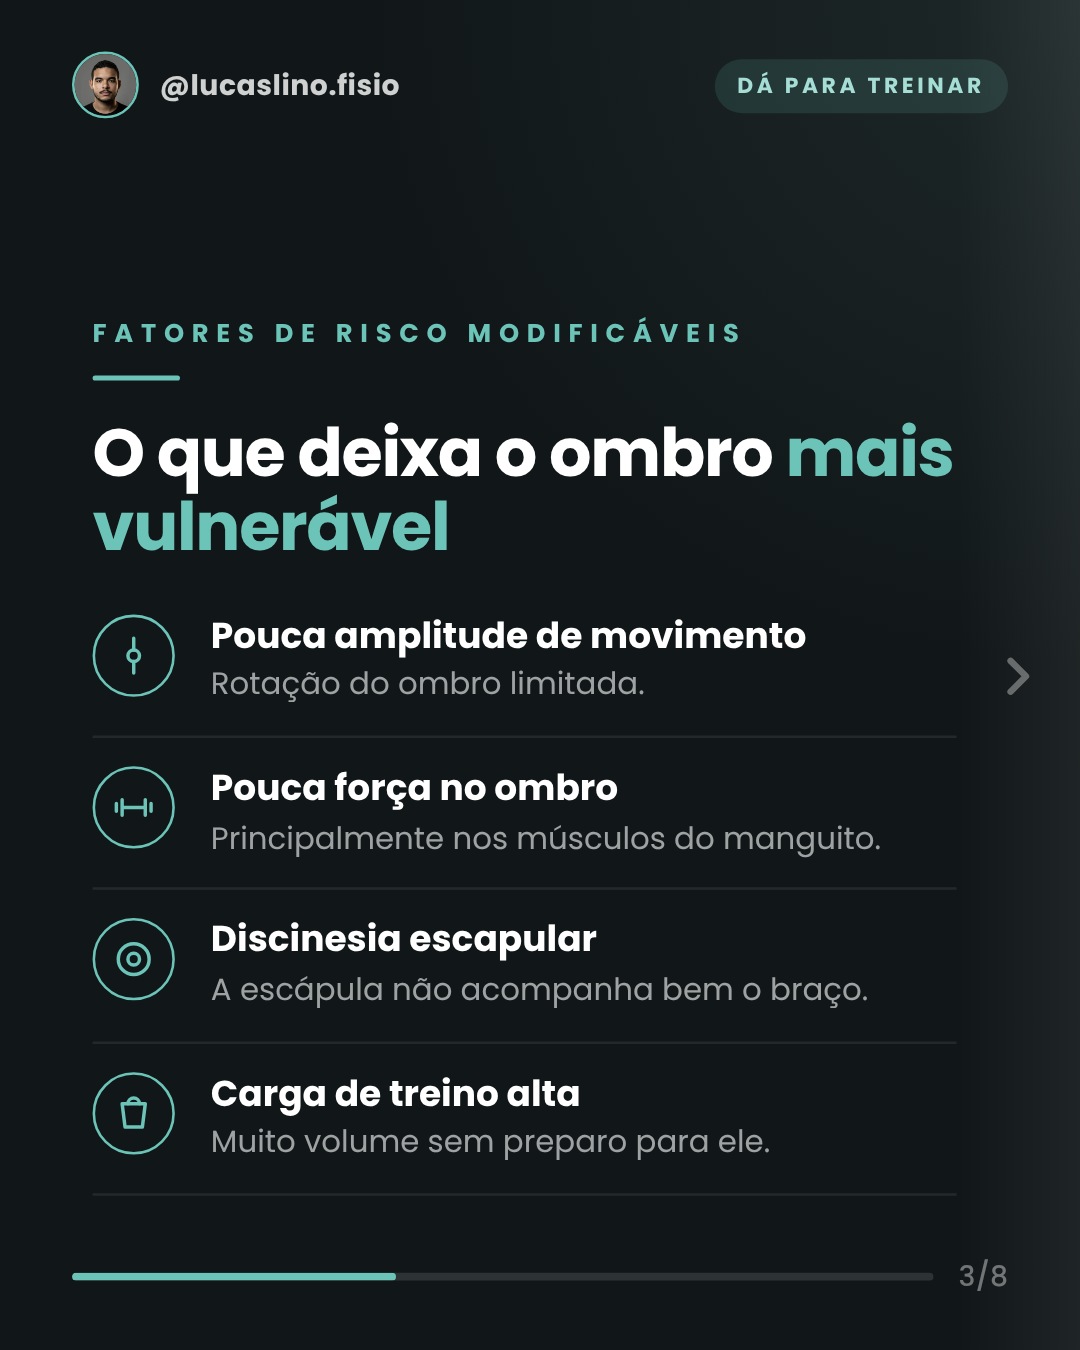 @lucaslino.fisio
DÁ PARA TREINAR
FATORES DE RISCO MODIFICÁVEIS
O que deixa o ombro mais
vulnerável
Pouca amplitude de movimento
Rotação do ombro limitada.
Pouca força no ombro
Principalmente nos músculos do manguito.
Discinesia escapular
A escápula não acompanha bem o braço.
Carga de treino alta
Muito volume sem preparo para ele.
3/8